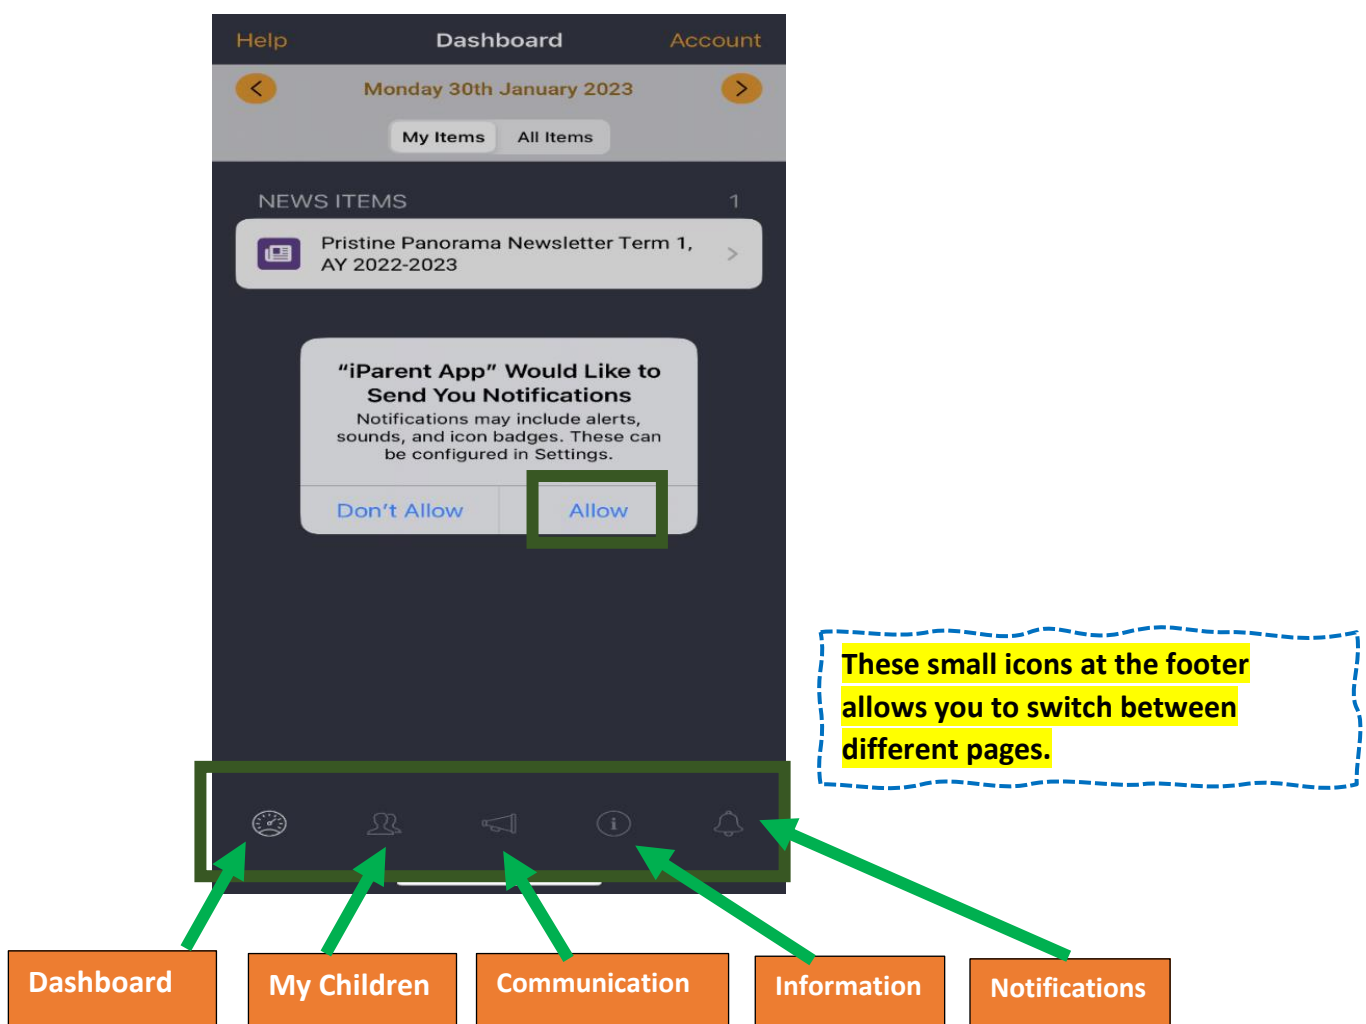 Help Dashboard Account
Monday 30th January 2023
My Items All Items
NEWS ITEMS 1
Pristine Panorama Newsletter Term 1,
AY 2022-2023
“iParent App” Would Like to
Send You Notifications
Notifications may include alerts,
sounds, and icon badges. These can
be configured in Settings.
Don’t Allow Allow
These small icons at the footer
allows you to switch between
different pages.
Dashboard My Children Communication Information Notifications